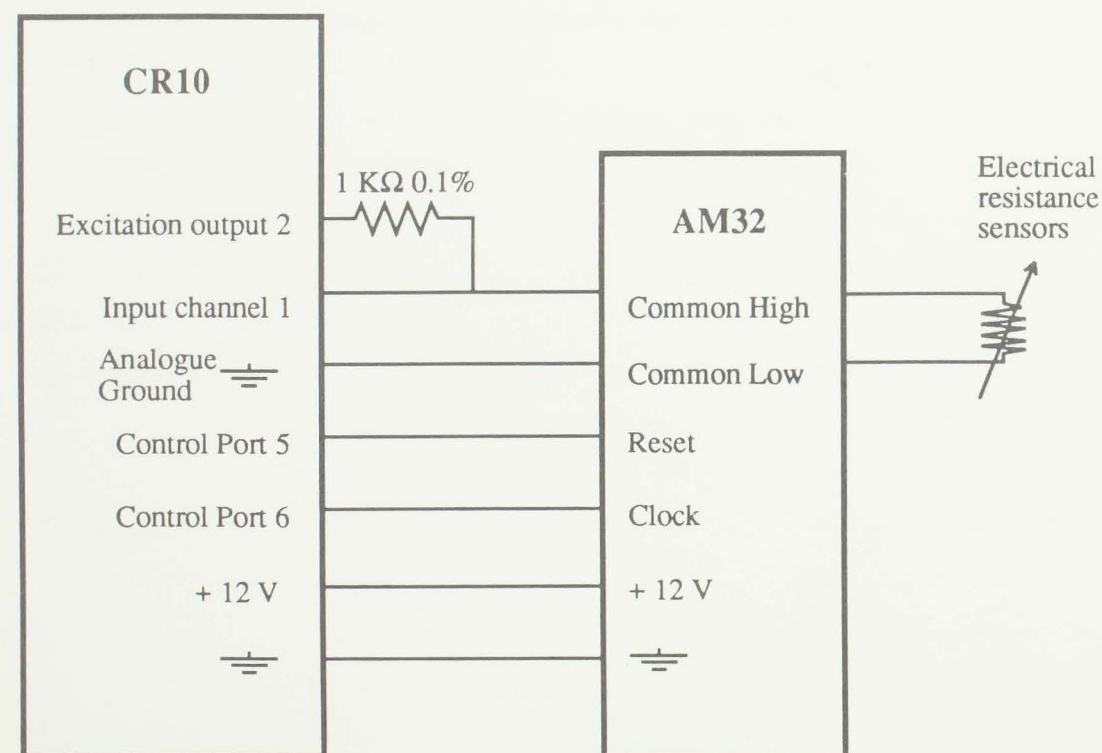 CR10
1 KΩ 0.1%
Excitation output 2
Input channel 1
Analogue
Ground
Control Port 5
Control Port 6
+ 12 V
AM32
Common High
Common Low
Reset
Clock
+ 12 V
Electrical
resistance
sensors